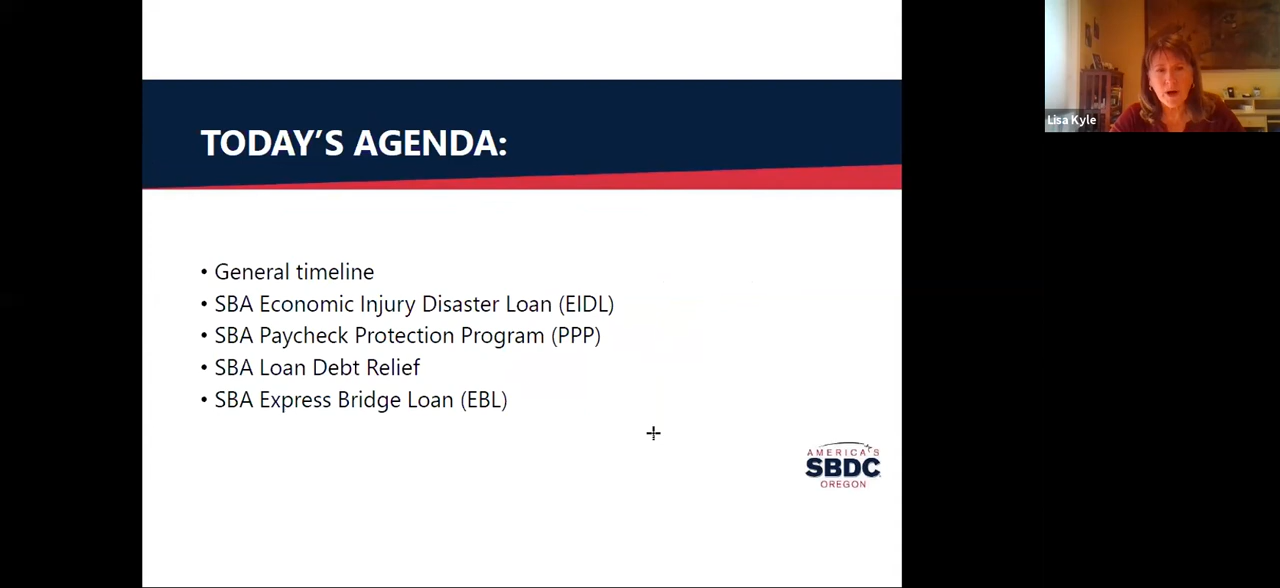 TODAY'S AGENDA:
• General timeline
• SBA Economic Injury Disaster Loan (EIDL)
• SBA Paycheck Protection Program (PPP)
• SBA Loan Debt Relief
• SBA Express Bridge Loan (EBL)
AMERICA'S
SBDC
OREGON
Lisa Kyle